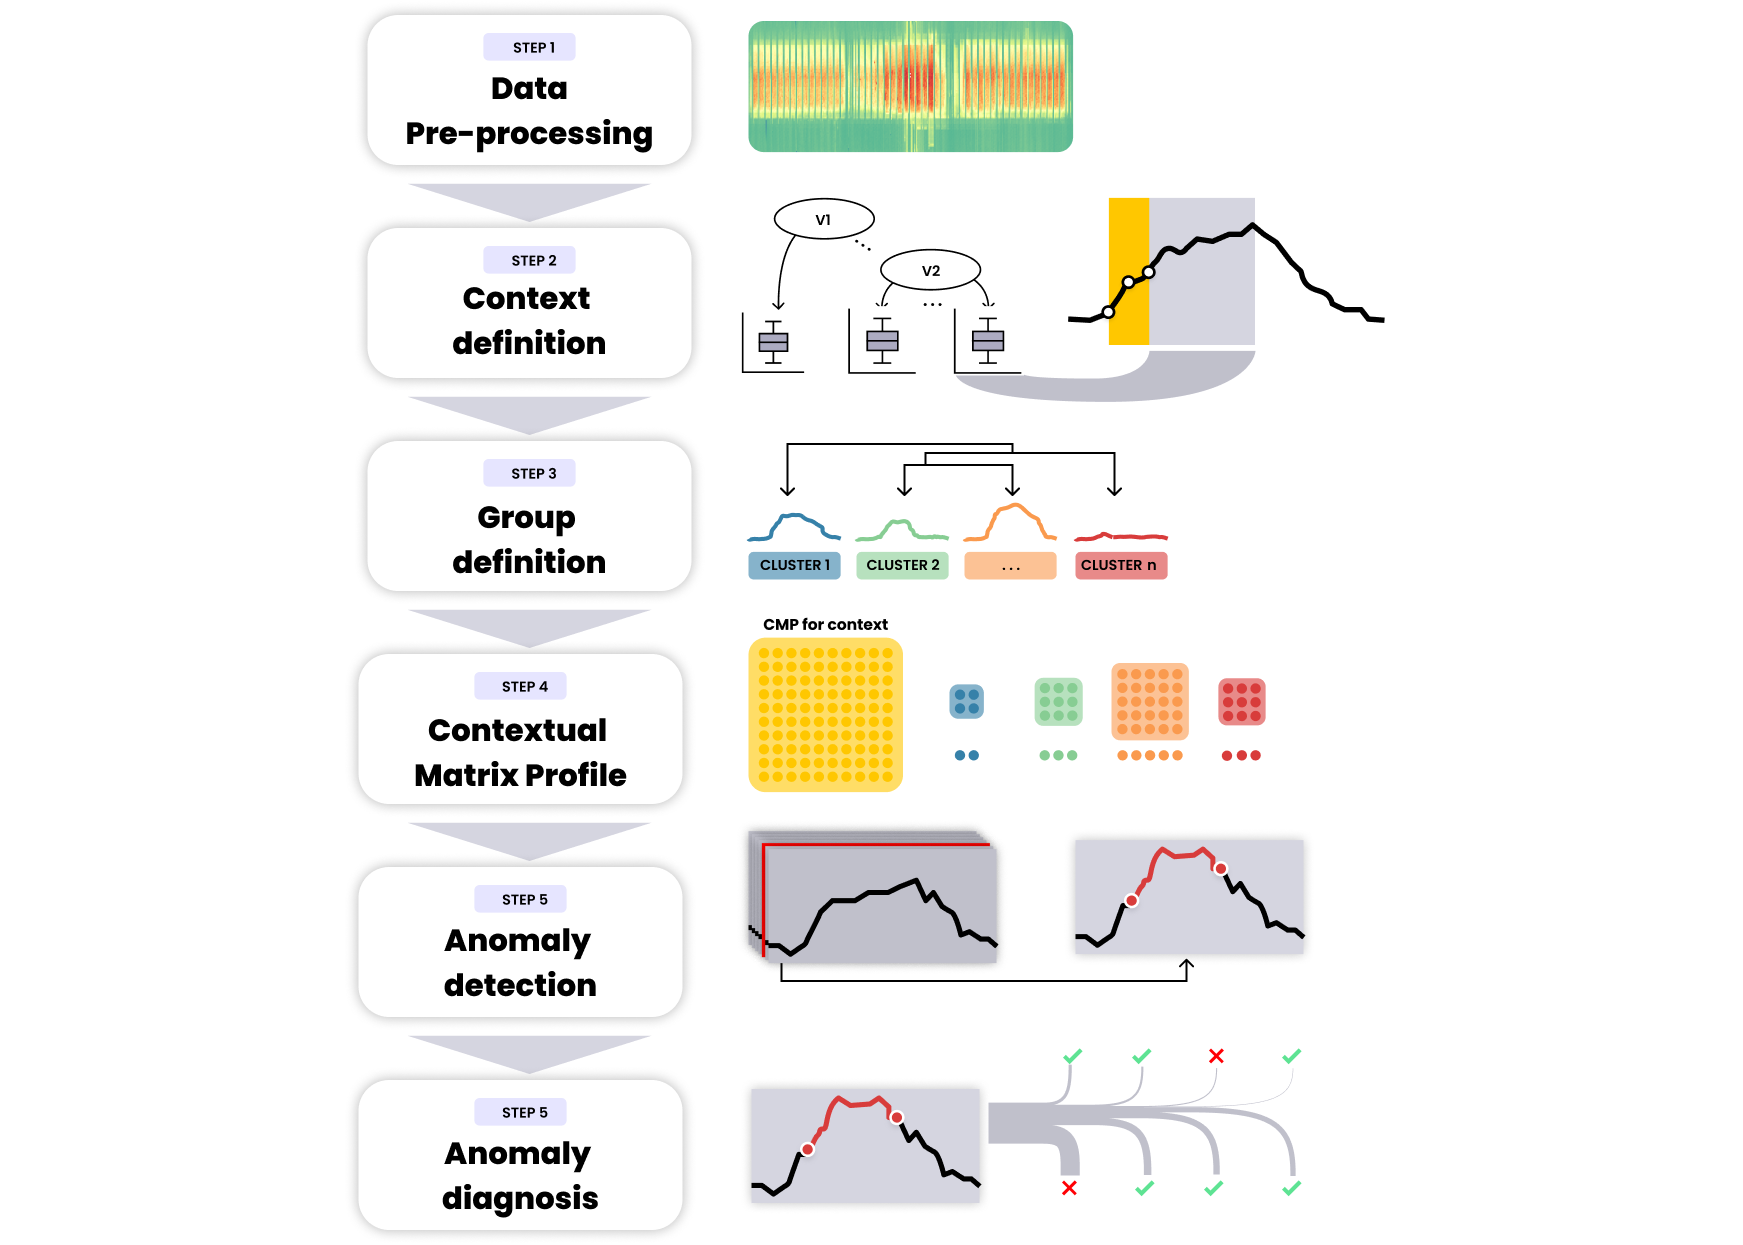 STEP 1
Data
Pre-processing
V1
V2
STEP 2
Context
definition
STEP 3
Group
definition
CLUSTER 1
CLUSTER 2
...
CLUSTER n
CMP for context
STEP 4
Contextual
Matrix Profile
STEP 5
Anomaly
detection
STEP 5
Anomaly
diagnosis